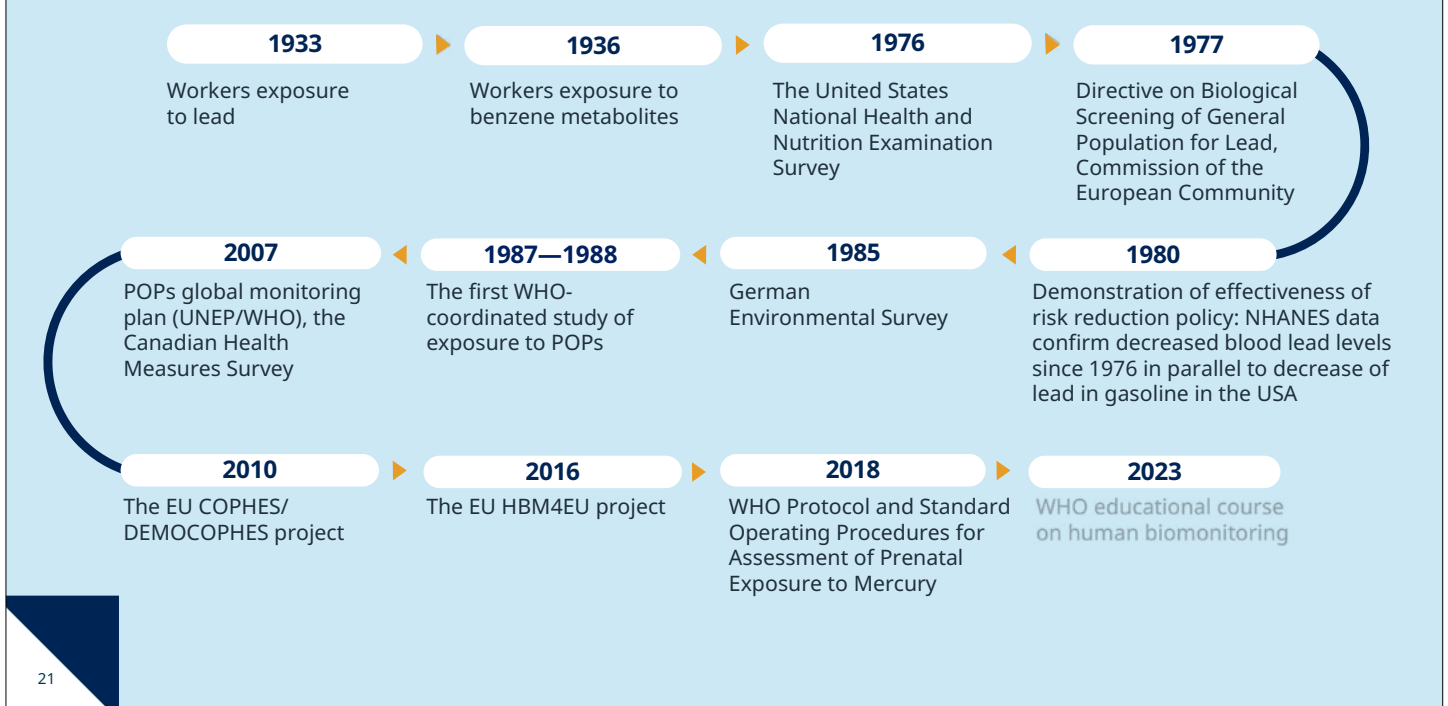 1933
Workers exposure
to lead
1936
Workers exposure to
benzene metabolites
1976
The United States
National Health and
Nutrition Examination
Survey
1977
Directive on Biological
Screening of General
Population for Lead,
Commission of the
European Community
1980
Demonstration of effectiveness of
risk reduction policy: NHANES data
confirm decreased blood lead levels
since 1976 in parallel to decrease of
lead in gasoline in the USA
1985
German
Environmental Survey
1987—1988
The first WHO-
coordinated study of
exposure to POPs
2007
POPs global monitoring
plan (UNEP/WHO), the
Canadian Health
Measures Survey
2010
The EU COPHES/
DEMOCOPHES project
2016
The EU HBM4EU project
2018
WHO Protocol and Standard
Operating Procedures for
Assessment of Prenatal
Exposure to Mercury
2023
WHO educational course
on human biomonitoring
21